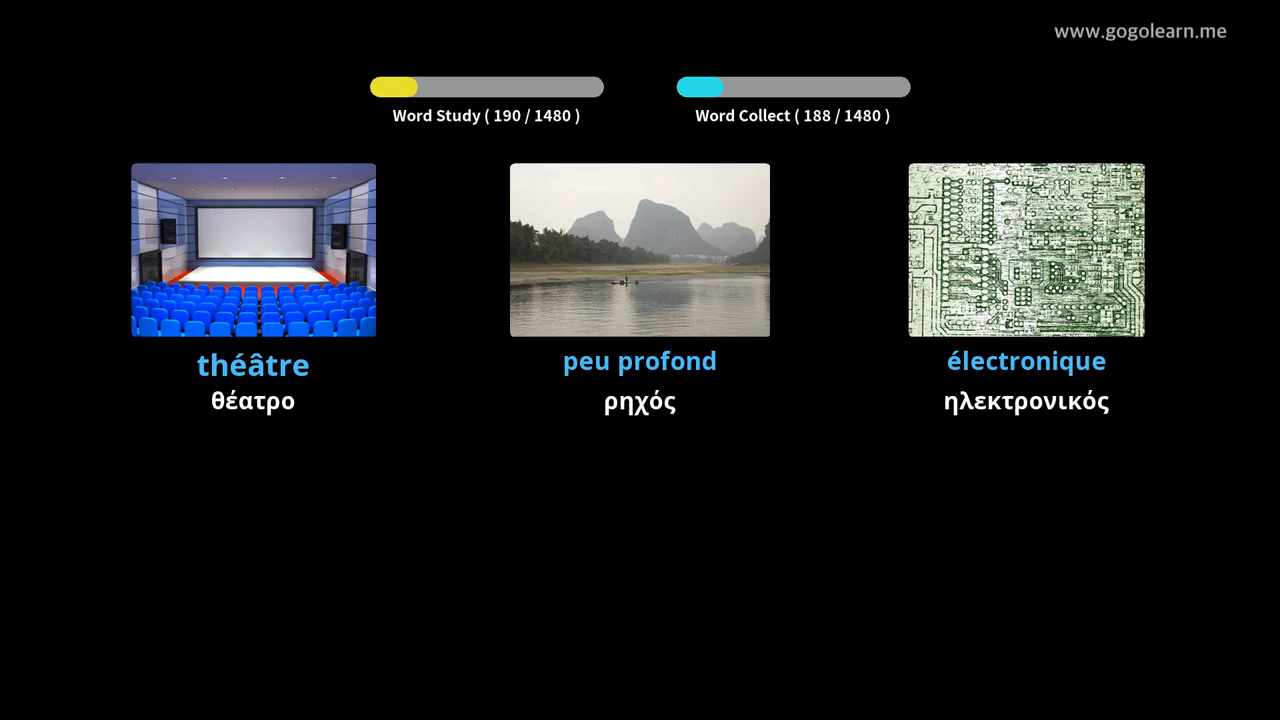 www.gogolearn.me
Word Study ( 190 / 1480 )
Word Collect ( 188 / 1480 )
théâtre
θέατρο
peu profond
ρηχός
électronique
ηλεκτρονικός